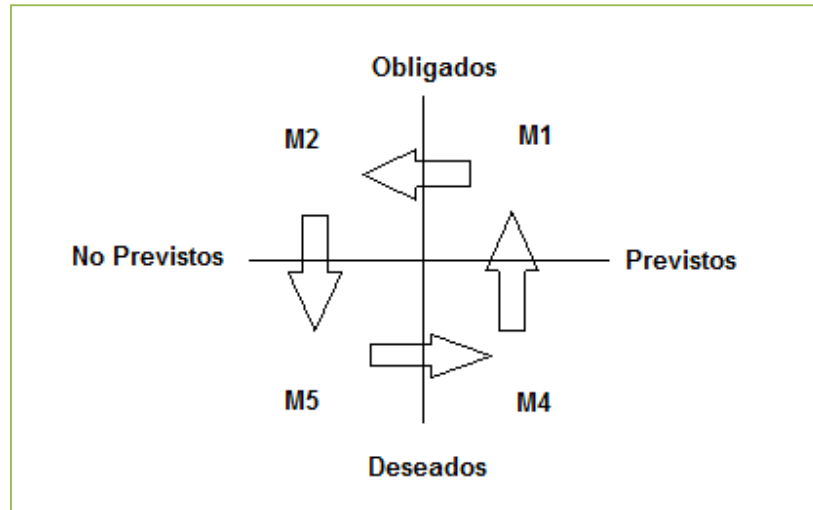 Obligados
M2
M1
No Previstos
Previstos
M5
M4
Deseados